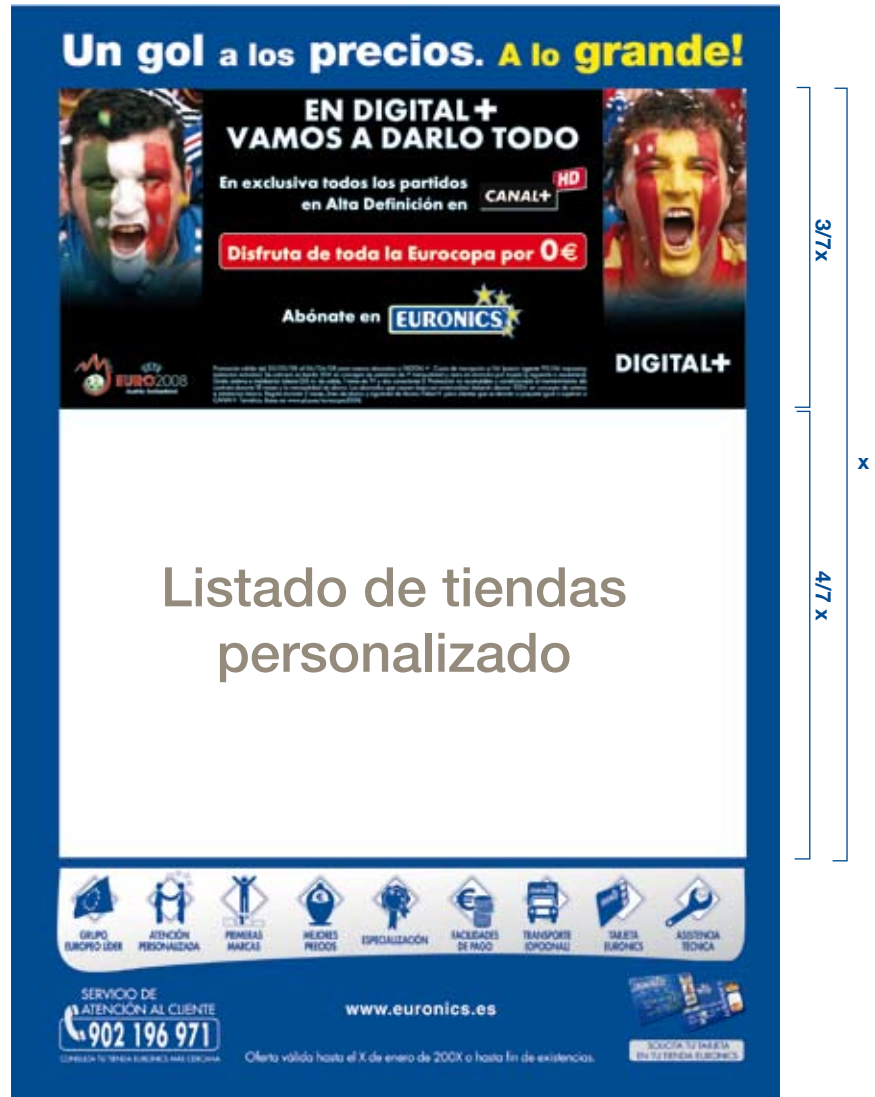 Un gol a los precios. A lo grande!
EN DIGITAL+
VAMOS A DARLO TODO
En exclusiva todos los partidos
en Alta Definición en CANAL+ HD
Disfruta de toda la Eurocopa por 0€
Abónate en EURONICS
UEFA
EURO2008
Austria-Switzerland
DIGITAL+
3/7x
x
Listado de tiendas
personalizado
4/7 x
GRUPO
EUROPEO LÍDER
ATENCIÓN
PERSONALIZADA
PRIMERAS
MARCAS
MEJORES
PRECIOS
ESPECIALIZACIÓN
FACILIDADES
DE PAGO
TRANSPORTE
(OPCIONAL)
TARJETA
EURONICS
ASISTENCIA
TÉCNICA
SERVICIO DE
ATENCIÓN AL CLIENTE
902 196 971
CONSULTA TU TIENDA EURONICS MÁS CERCANA
www.euronics.es
Oferta válida hasta el X de enero de 200X o hasta fin de existencias.
SOLICITA TU TARJETA
EN TU TIENDA EURONICS